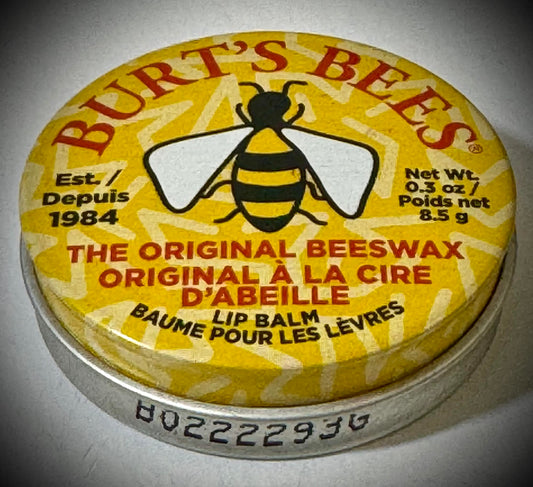 BURT'S BEES®
Est. /
Depuis
1984
Net Wt.
0.3 oz /
Poids net
8.5 g
THE ORIGINAL BEESWAX
ORIGINAL À LA CIRE
D'ABEILLE
LIP BALM
BAUME POUR LES LÈVRES
80222293G